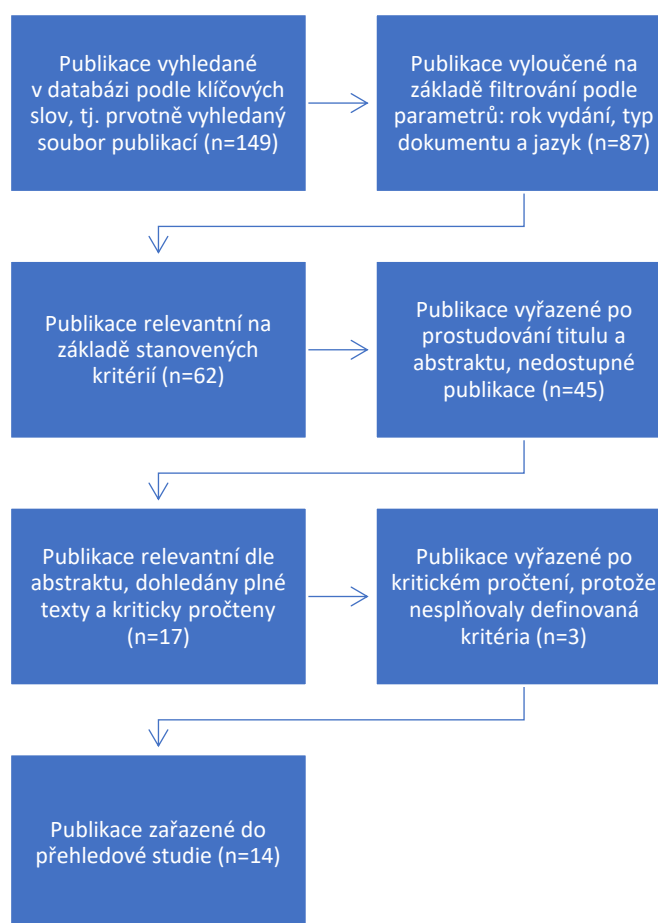 Publikace vyhledané
v databázi podle klíčových
slov, tj. prvotně vyhledaný
soubor publikací (n=149)
Publikace vyloučené na
základě filtrování podle
parametrů: rok vydání, typ
dokumentu a jazyk (n=87)
Publikace relevantní na
základě stanovených
kritérií (n=62)
Publikace vyřazené po
prostudování titulu a
abstraktu, nedostupné
publikace (n=45)
Publikace relevantní dle
abstraktu, dohledány plné
texty a kriticky pročteny
(n=17)
Publikace vyřazené po
kritickém pročtení, protože
nesplňovaly definovaná
kritéria (n=3)
Publikace zařazené do
přehledové studie (n=14)